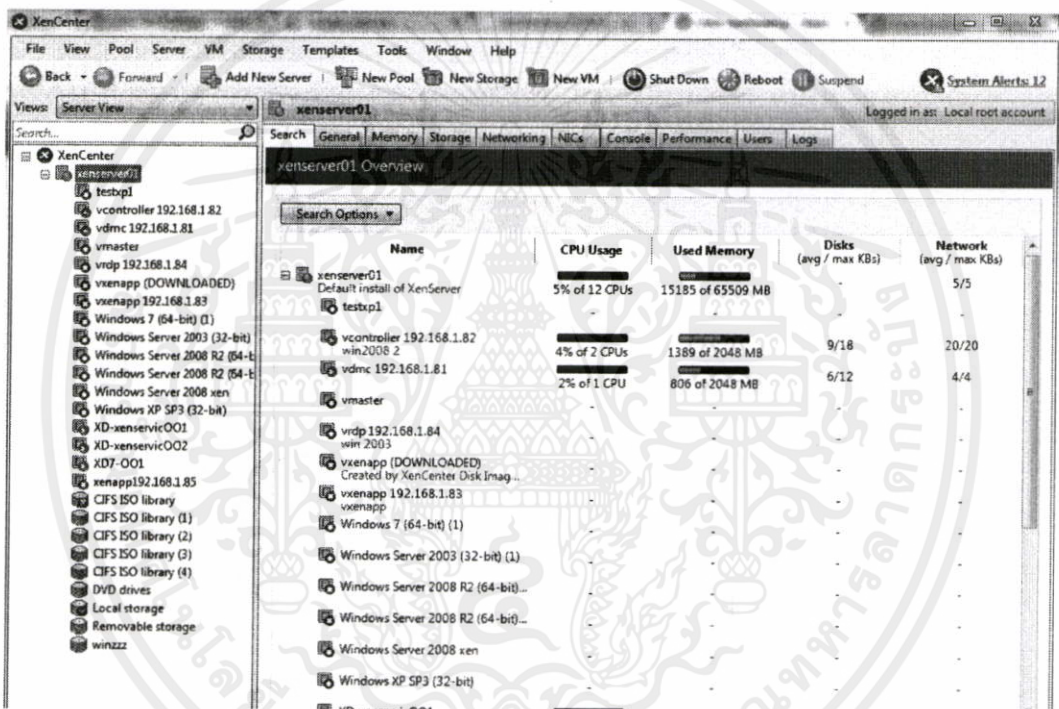 XenCenter
File View Pool Server VM Storage Templates Tools Window Help
Back Forward Add New Server New Pool New Storage New VM Shut Down Reboot Suspend System Alerts: 12
Views: Server View
xenserver01 Logged in as: Local root account
Search...
XenCenter
xenserver01
testxp1
vcontroller 192.168.1.82
vdmc 192.168.1.81
vmaster
vrdp 192.168.1.84
vxenapp (DOWNLOADED)
vxenapp 192.168.1.83
Windows 7 (64-bit) (1)
Windows Server 2003 (32-bit)
Windows Server 2008 R2 (64-b
Windows Server 2008 R2 (64-b
Windows Server 2008 xen
Windows XP SP3 (32-bit)
XD-xenservicOO1
XD-xenservicOO2
XD7-OO1
xenapp192.168.1.85
CIFS ISO library
CIFS ISO library (1)
CIFS ISO library (2)
CIFS ISO library (3)
CIFS ISO library (4)
DVD drives
Local storage
Removable storage
winzzz
Search General Memory Storage Networking NICs Console Performance Users Logs
xenserver01 Overview
Search Options
Name CPU Usage Used Memory Disks (avg / max KBs) Network (avg / max KBs)
xenserver01 - 5/5
Default install of XenServer 5% of 12 CPUs 15185 of 65509 MB
testxp1 - - - -
vcontroller 192.168.1.82 9/18 20/20
win2008 2 4% of 2 CPUs 1389 of 2048 MB
vdmc 192.168.1.81 6/12 4/4
2% of 1 CPU 806 of 2048 MB
vmaster - - - -
vrdp 192.168.1.84 - - - -
win 2003
vxenapp (DOWNLOADED) - - - -
Created by XenCenter Disk Imag...
vxenapp 192.168.1.83 - - - -
vxenapp
Windows 7 (64-bit) (1) - - - -
Windows Server 2003 (32-bit) (1) - - - -
Windows Server 2008 R2 (64-bit)... - - - -
Windows Server 2008 R2 (64-bit)... - - - -
Windows Server 2008 xen - - - -
Windows XP SP3 (32-bit) - - - -